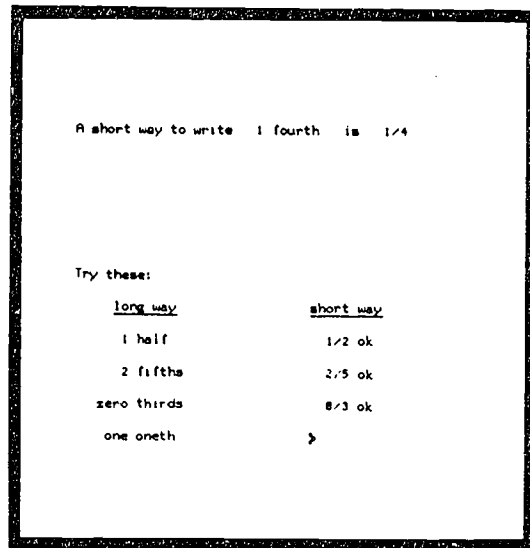 A short way to write 1 fourth is 1/4
Try these:
long way short way
1 half 1/2 ok
2 fifths 2/5 ok
zero thirds 0/3 ok
one oneth >